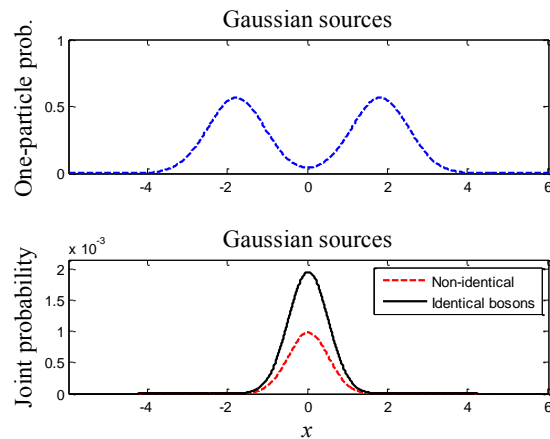 Gaussian sources
One-particle prob.
1
0.5
0
-4
-2
0
2
4
6
Gaussian sources
x 10⁻³
Joint probability
2
1.5
1
0.5
0
Non-identical
Identical bosons
-4
-2
0
2
4
6
x